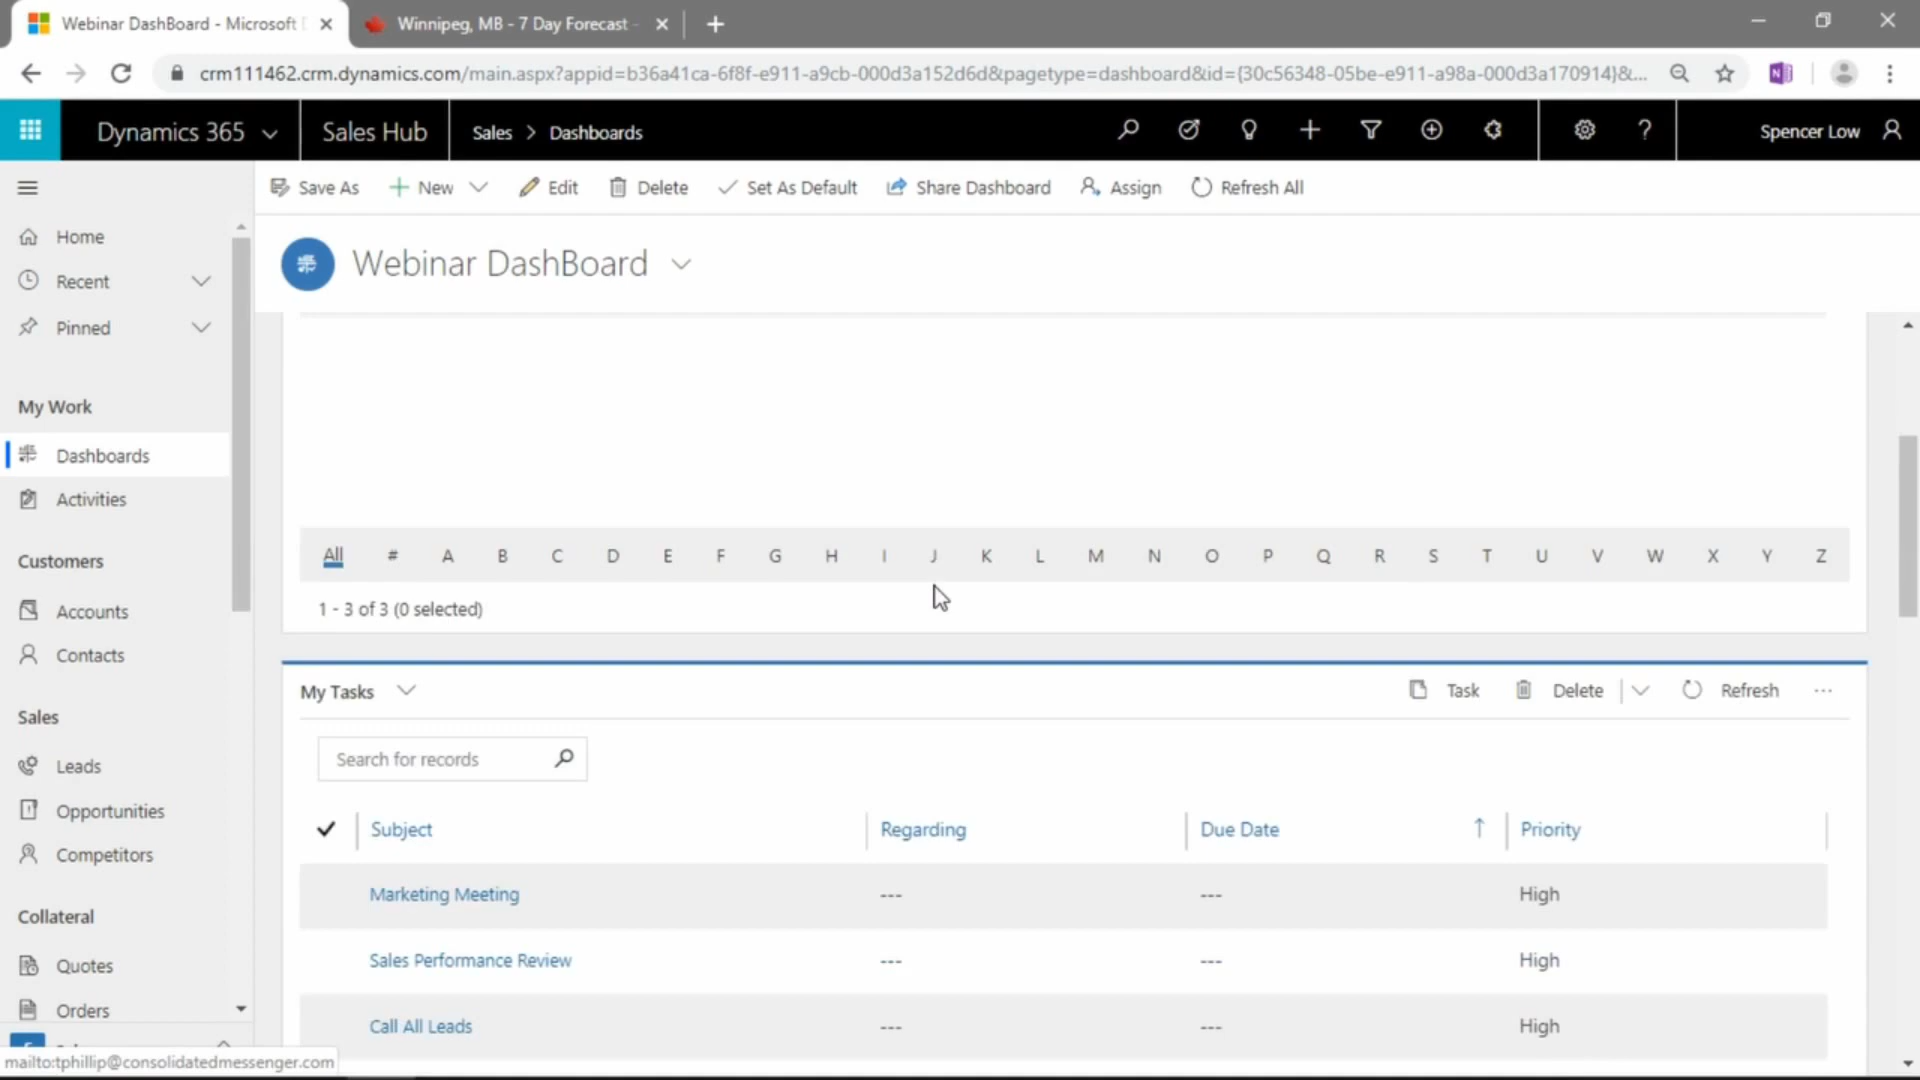 Webinar DashBoard - Microsoft
Winnipeg, MB - 7 Day Forecast -
crm111462.crm.dynamics.com/main.aspx?appid=b36a41ca-6f8f-e911-a9cb-000d3a152d6d&pagetype=dashboard&id={30c56348-05be-e911-a98a-000d3a170914}&...
Dynamics 365
Sales Hub
Sales > Dashboards
Spencer Low
Save As
New
Edit
Delete
Set As Default
Share Dashboard
Assign
Refresh All
Home
Recent
Pinned
My Work
Dashboards
Activities
Customers
Accounts
Contacts
Sales
Leads
Opportunities
Competitors
Collateral
Quotes
Orders
mailto:tphillip@consolidatedmessenger.com
Webinar DashBoard
All # A B C D E F G H I J K L M N O P Q R S T U V W X Y Z
1 - 3 of 3 (0 selected)
My Tasks
Task
Delete
Refresh
Search for records
Subject Regarding Due Date Priority
Marketing Meeting --- --- High
Sales Performance Review --- --- High
Call All Leads --- --- High